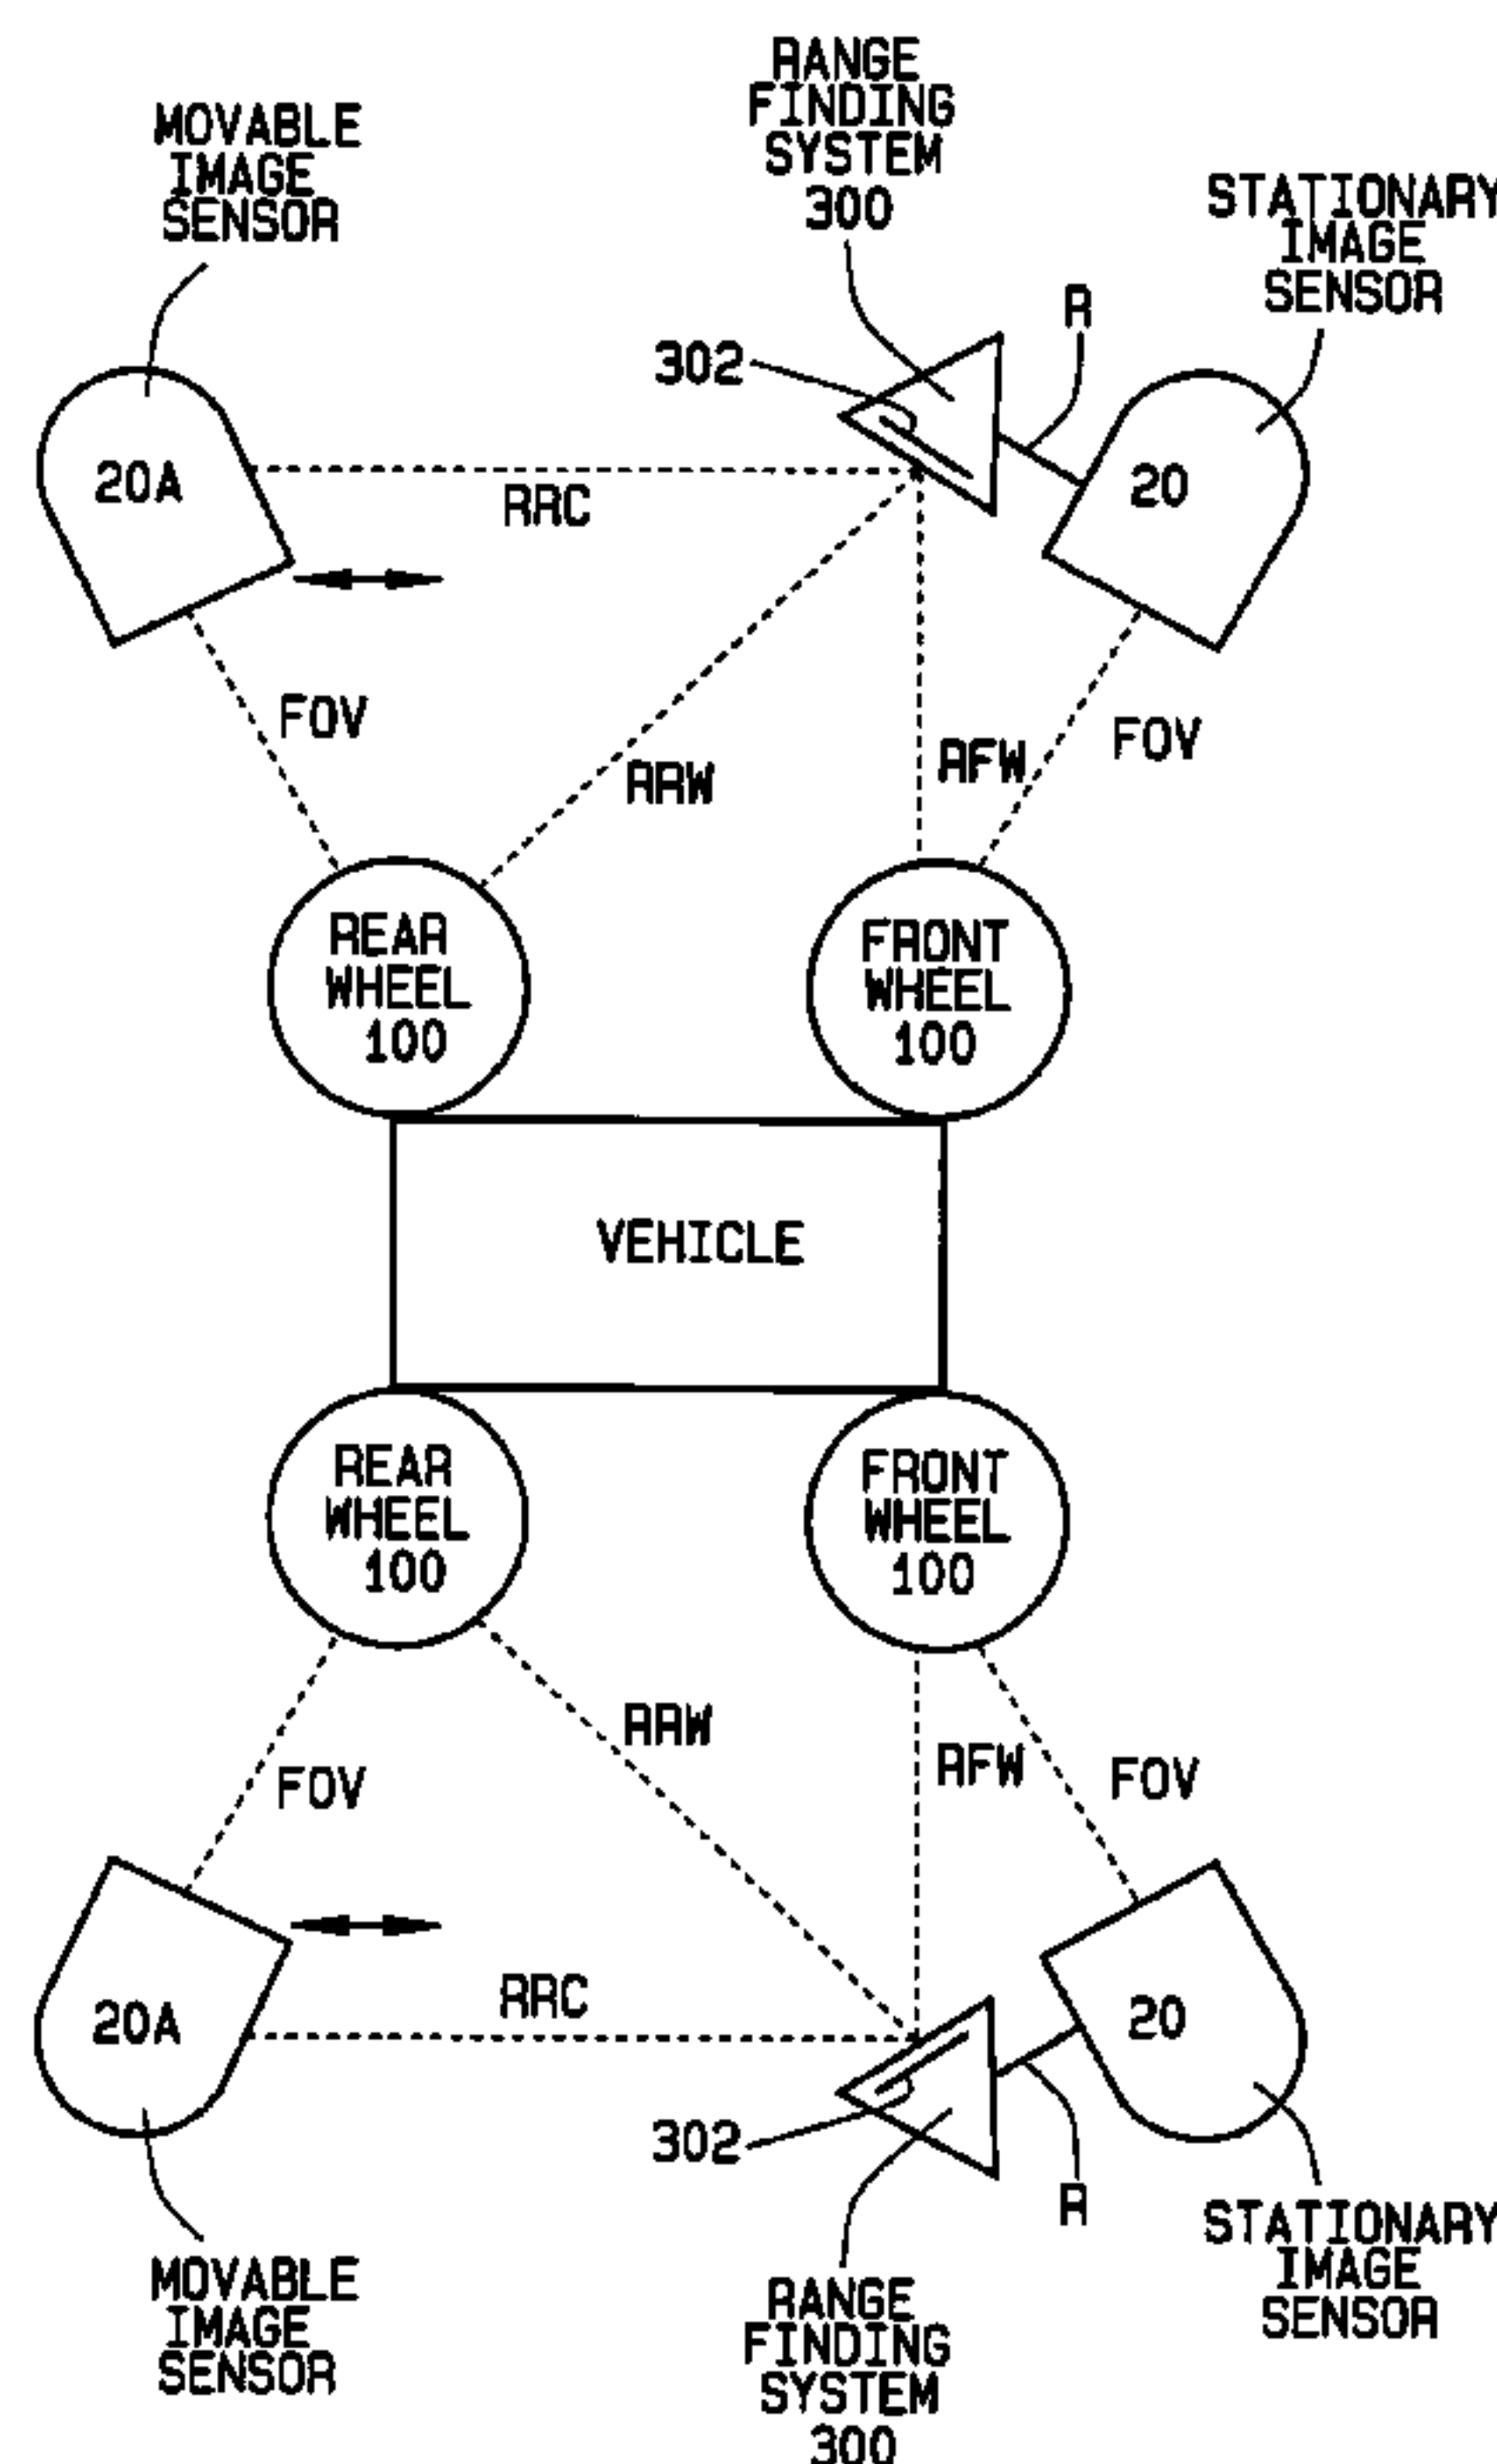 RANGE
FINDING
SYSTEM
300
MOVABLE
IMAGE
SENSOR
STATIONARY
IMAGE
SENSOR
R
302
20A
20
RRC
FOV
RRW
RFW
FOV
REAR
WHEEL
100
FRONT
WHEEL
100
VEHICLE
REAR
WHEEL
100
FRONT
WHEEL
100
RRW
RFW
FOV
FOV
RRC
20A
20
302
R
STATIONARY
IMAGE
SENSOR
MOVABLE
IMAGE
SENSOR
RANGE
FINDING
SYSTEM
300